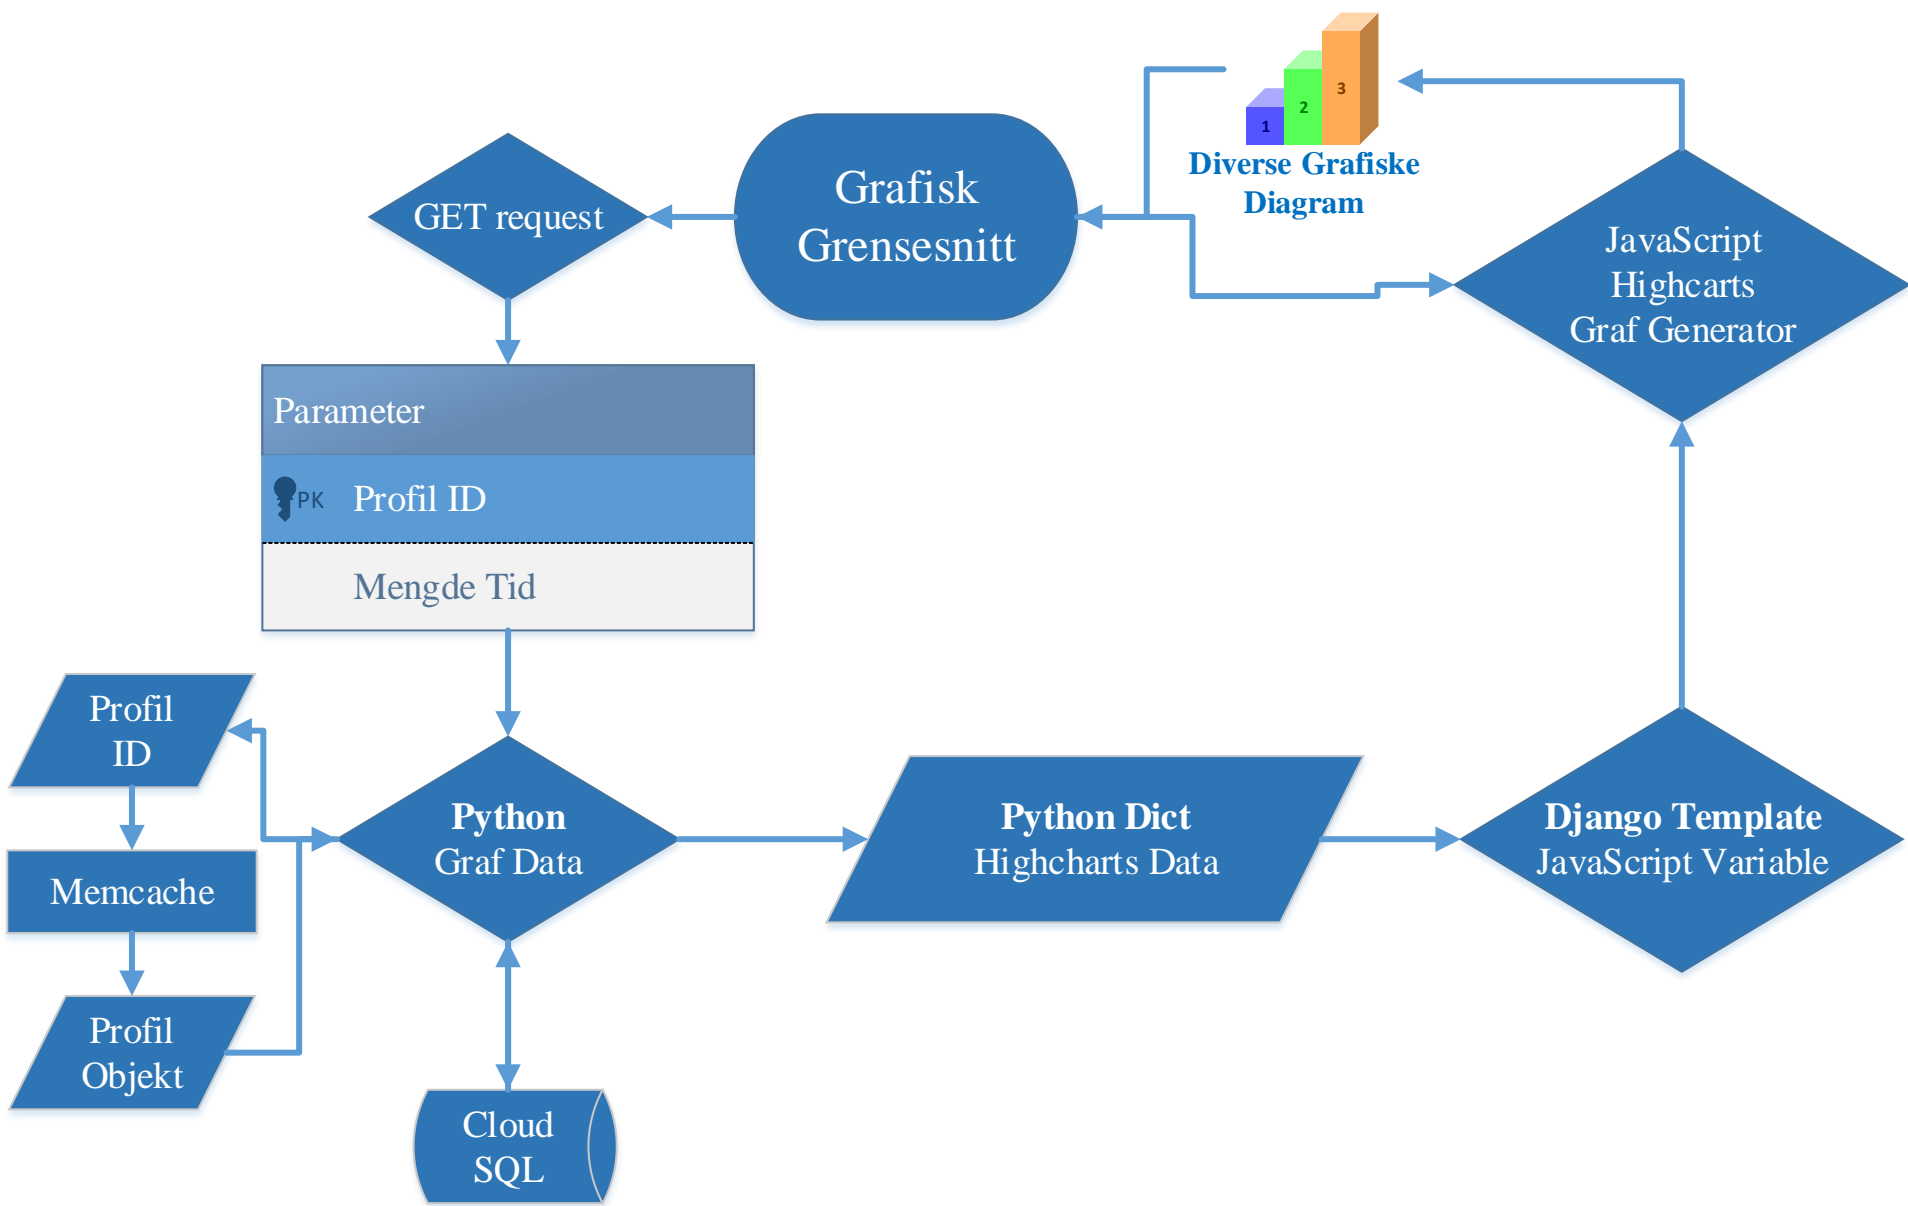 1
2
3
Diverse Grafiske
Diagram
Grafisk
Grensesnitt
GET request
JavaScript
Highcarts
Graf Generator
Parameter
PK Profil ID
Mengde Tid
Profil
ID
Memcache
Profil
Objekt
Python
Graf Data
Python Dict
Highcharts Data
Django Template
JavaScript Variable
Cloud
SQL